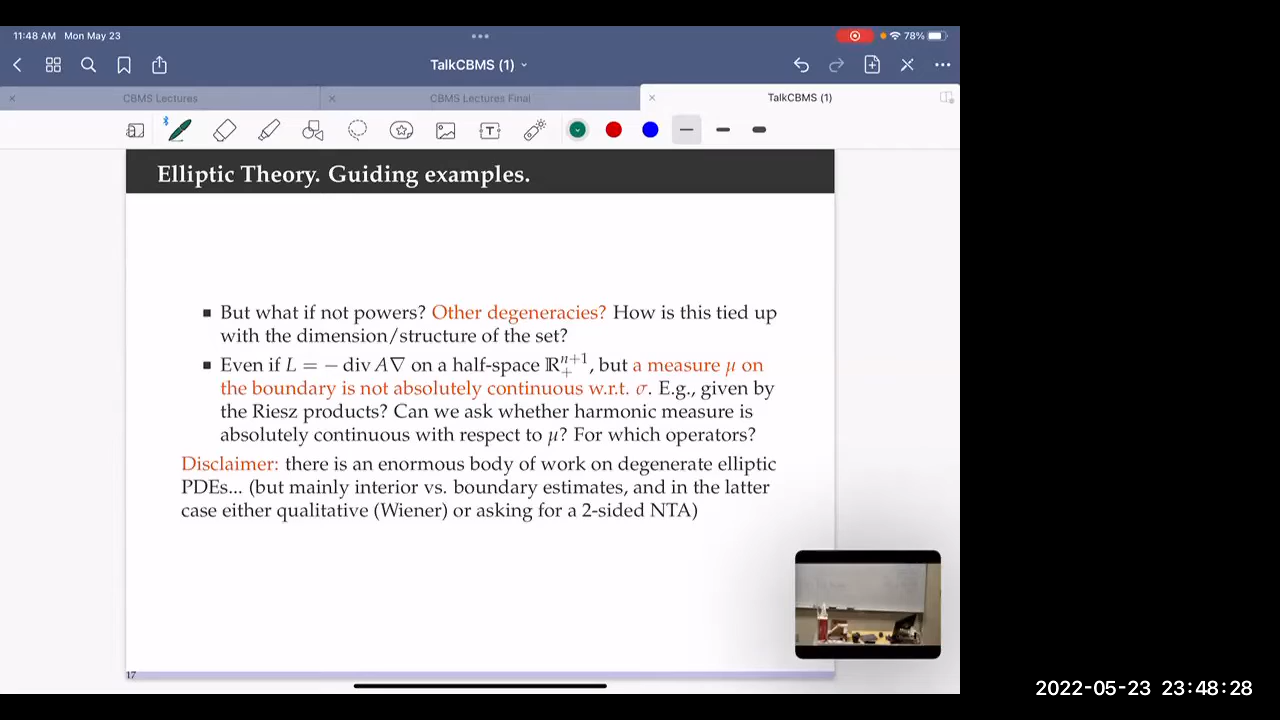 11:48 AM Mon May 23
78%
TalkCBMS (1)
CBMS Lectures
CBMS Lectures Final
TalkCBMS (1)
Elliptic Theory. Guiding examples.
But what if not powers? Other degeneracies? How is this tied up
with the dimension/structure of the set?
Even if L = − div A∇ on a half-space ℝ₊ⁿ⁺¹, but a measure μ on
the boundary is not absolutely continuous w.r.t. σ. E.g., given by
the Riesz products? Can we ask whether harmonic measure is
absolutely continuous with respect to μ? For which operators?
Disclaimer: there is an enormous body of work on degenerate elliptic
PDEs... (but mainly interior vs. boundary estimates, and in the latter
case either qualitative (Wiener) or asking for a 2-sided NTA)
17
2022-05-23 23:48:28